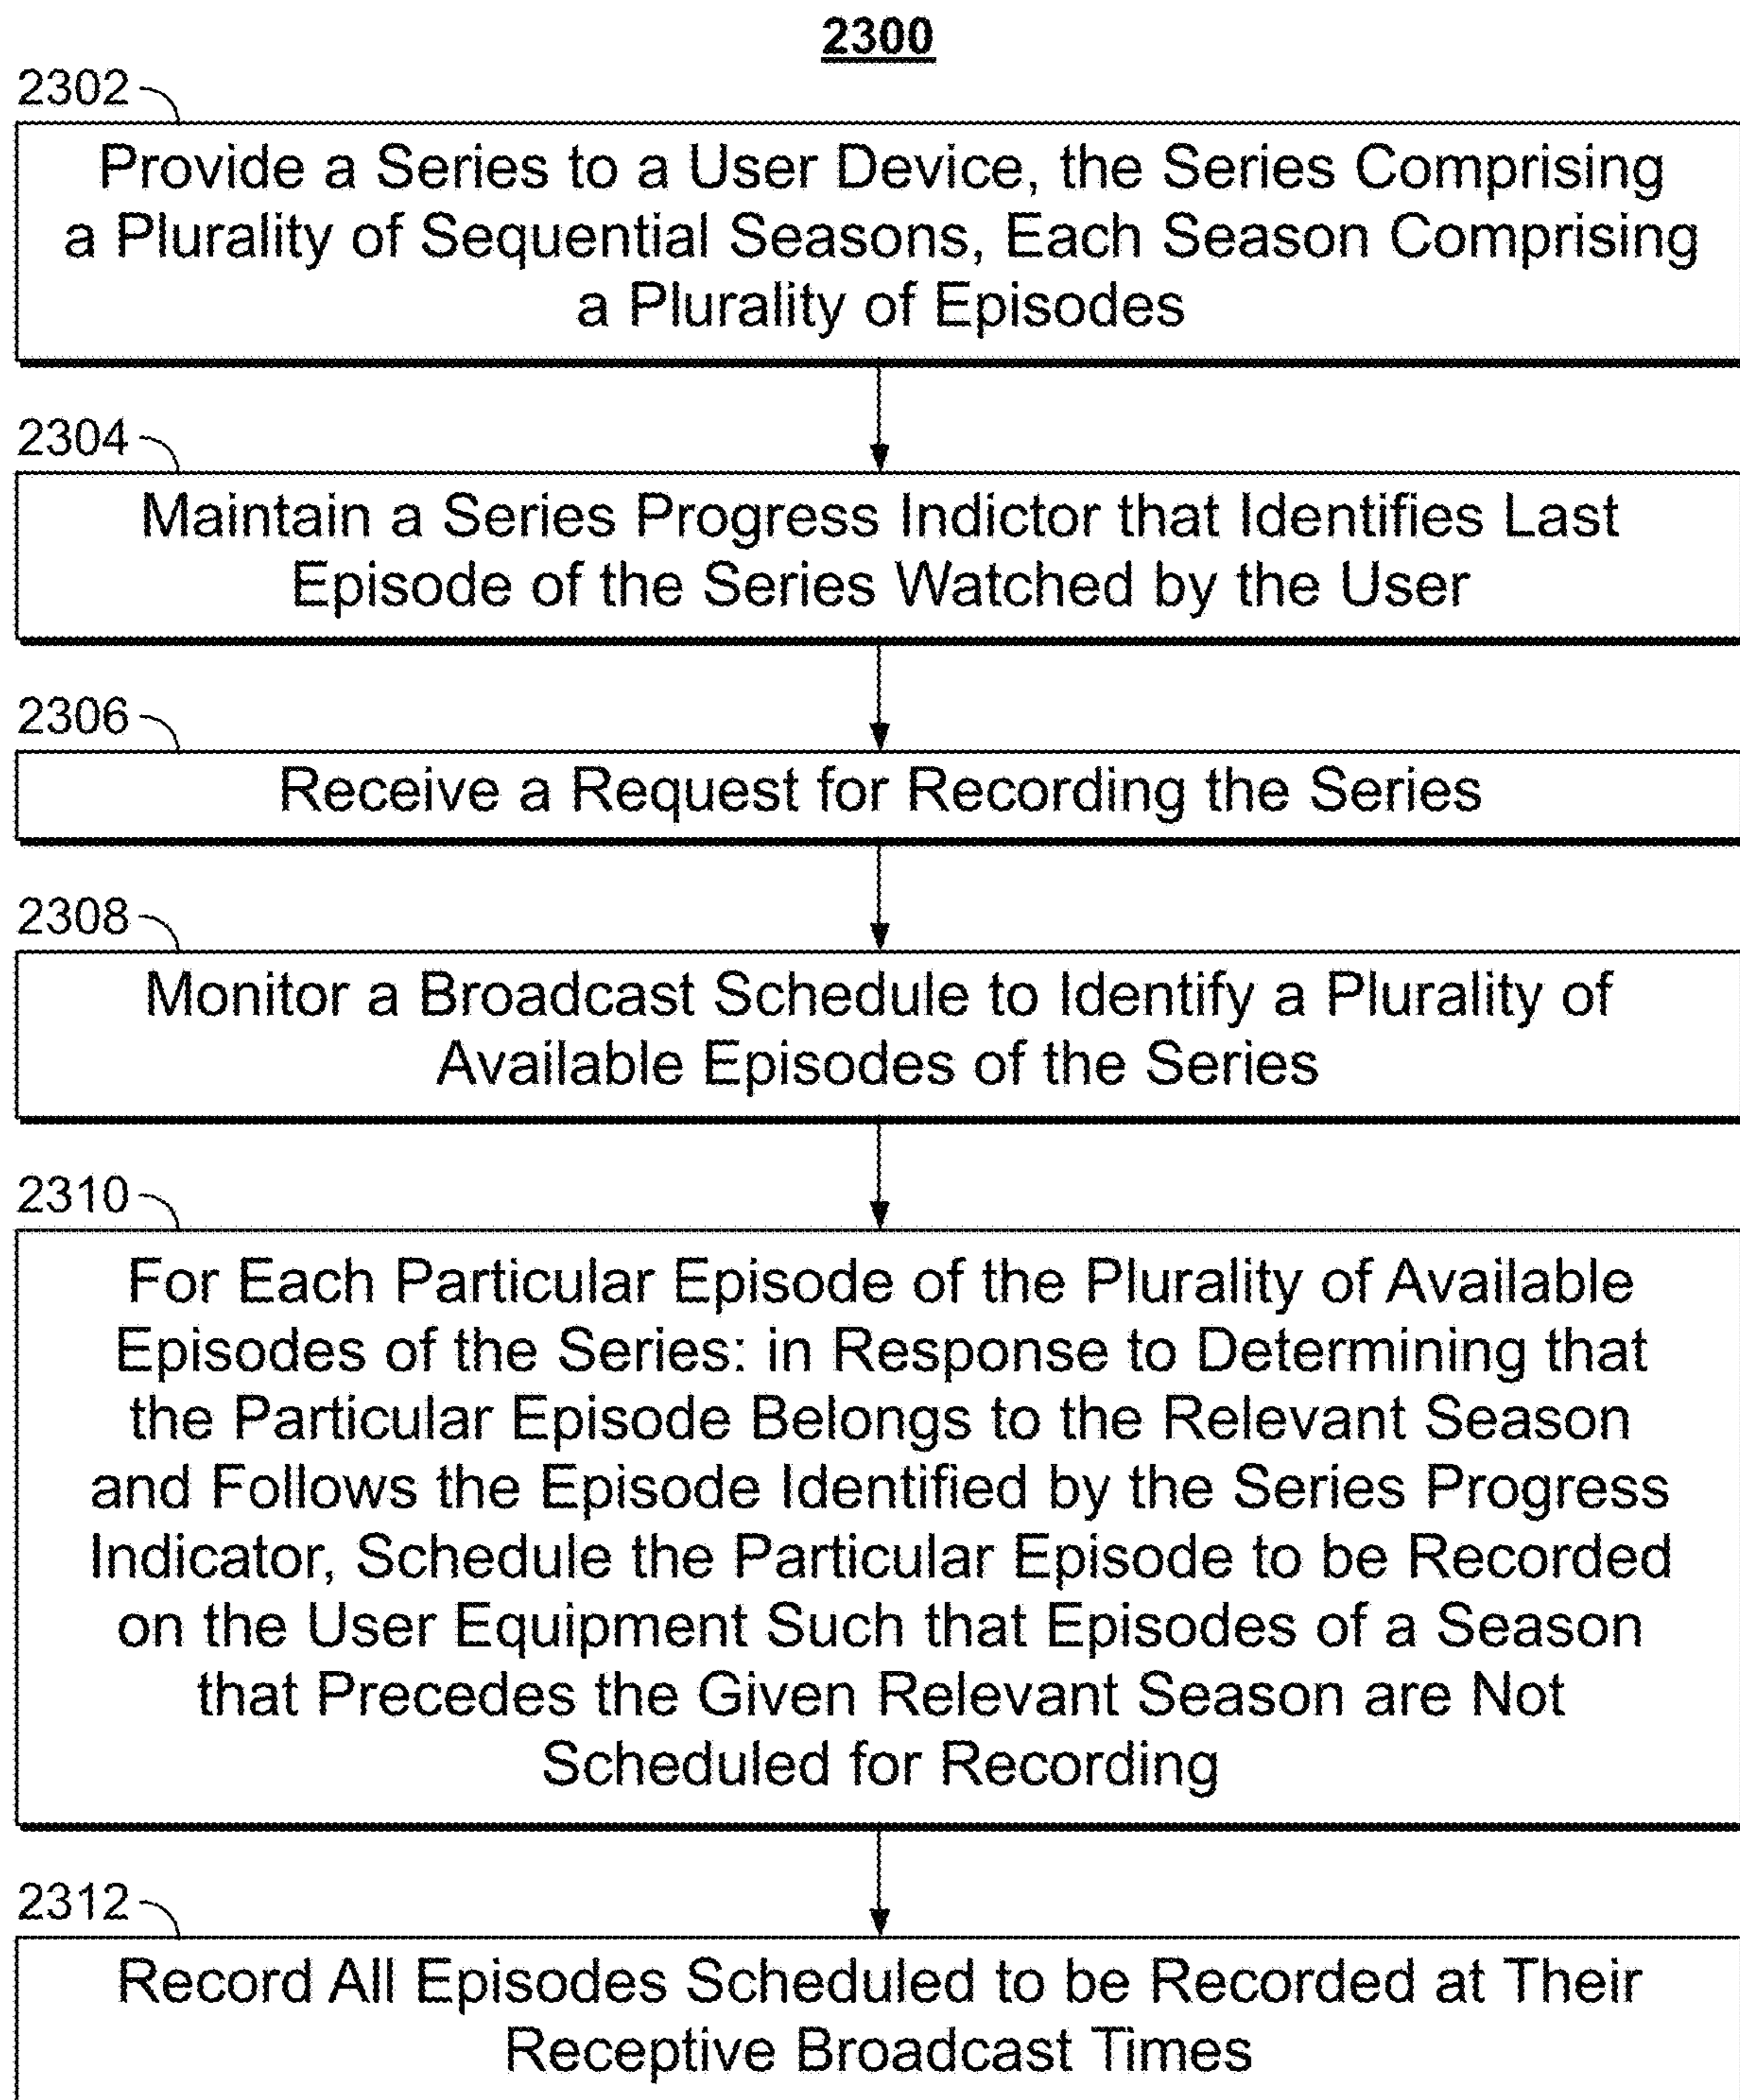 2300
2302
Provide a Series to a User Device, the Series Comprising
a Plurality of Sequential Seasons, Each Season Comprising
a Plurality of Episodes
2304
Maintain a Series Progress Indictor that Identifies Last
Episode of the Series Watched by the User
2306
Receive a Request for Recording the Series
2308
Monitor a Broadcast Schedule to Identify a Plurality of
Available Episodes of the Series
2310
For Each Particular Episode of the Plurality of Available
Episodes of the Series: in Response to Determining that
the Particular Episode Belongs to the Relevant Season
and Follows the Episode Identified by the Series Progress
Indicator, Schedule the Particular Episode to be Recorded
on the User Equipment Such that Episodes of a Season
that Precedes the Given Relevant Season are Not
Scheduled for Recording
2312
Record All Episodes Scheduled to be Recorded at Their
Receptive Broadcast Times